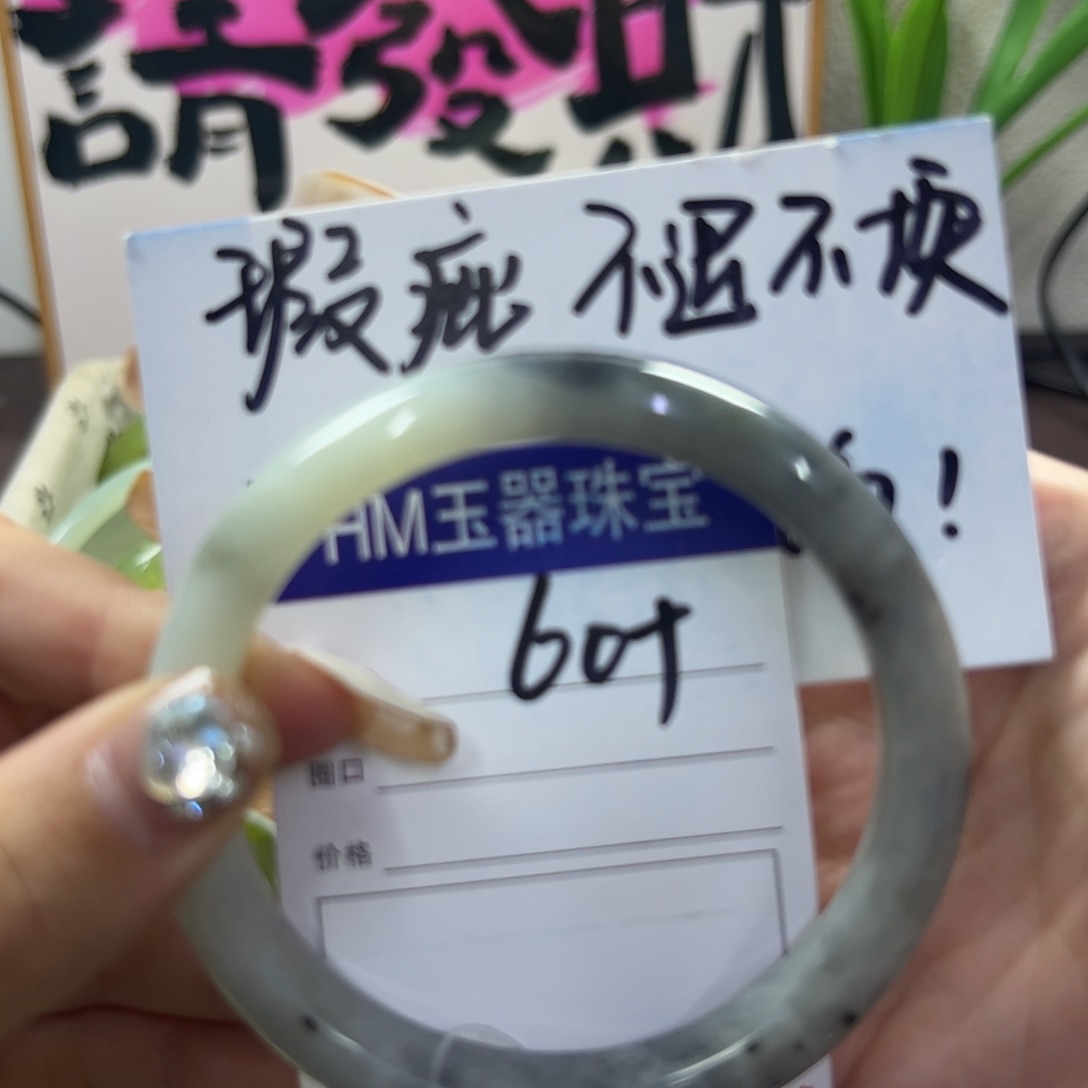 請發財
瑕疵 不退不换
！
HM玉器珠宝
60+
圈口
价格